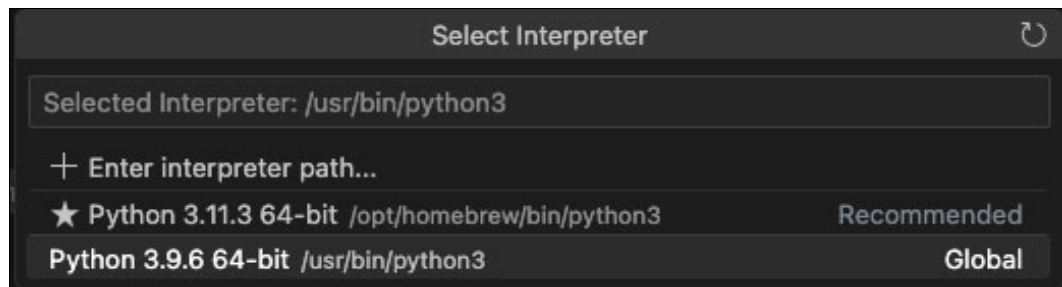 Select Interpreter
Selected Interpreter: /usr/bin/python3
+ Enter interpreter path...
★ Python 3.11.3 64-bit /opt/homebrew/bin/python3 Recommended
Python 3.9.6 64-bit /usr/bin/python3 Global